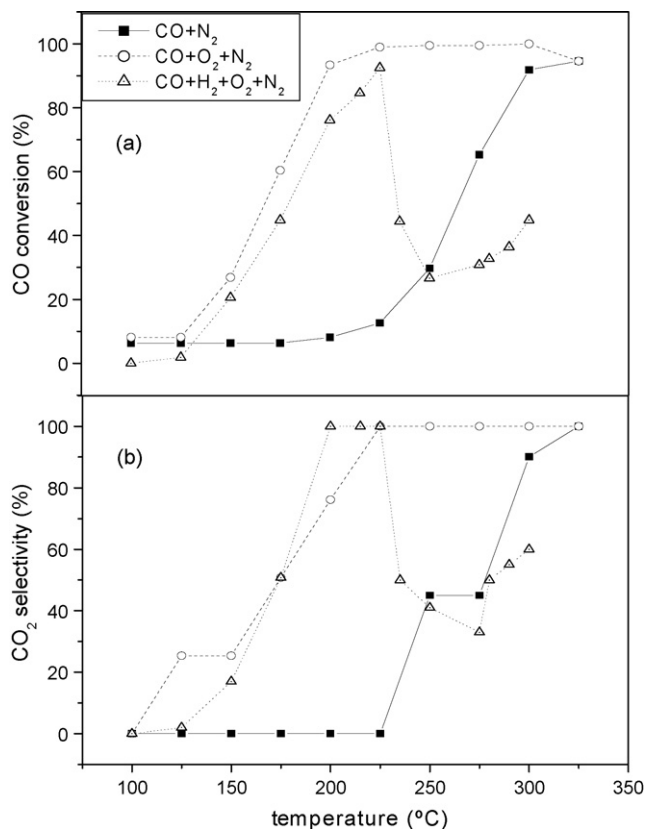 CO+N₂
CO+O₂+N₂
CO+H₂+O₂+N₂
100
80
60
40
20
0
CO conversion (%)
(a)
100
80
60
40
20
0
CO₂ selectivity (%)
(b)
100 150 200 250 300 350
temperature (ºC)